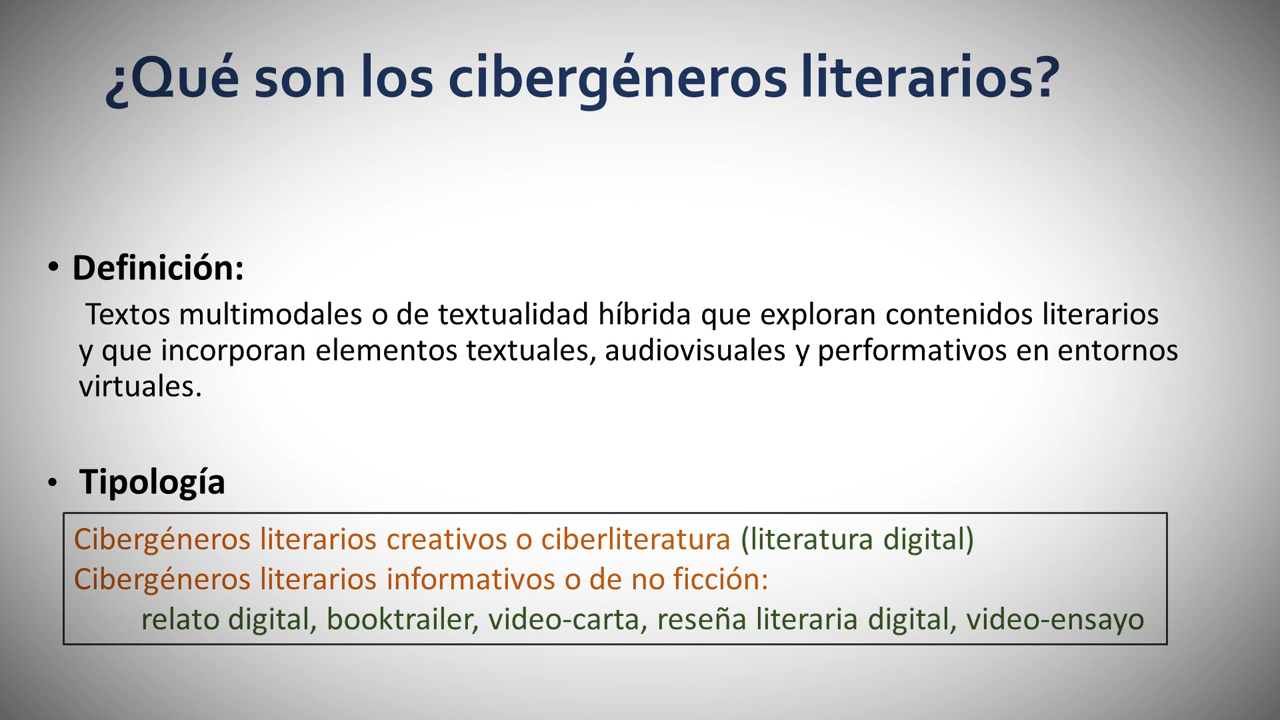 ¿Qué son los cibergéneros literarios?
• Definición:
Textos multimodales o de textualidad híbrida que exploran contenidos literarios
y que incorporan elementos textuales, audiovisuales y performativos en entornos
virtuales.
• Tipología
Cibergéneros literarios creativos o ciberliteratura (literatura digital)
Cibergéneros literarios informativos o de no ficción:
relato digital, booktrailer, video-carta, reseña literaria digital, video-ensayo